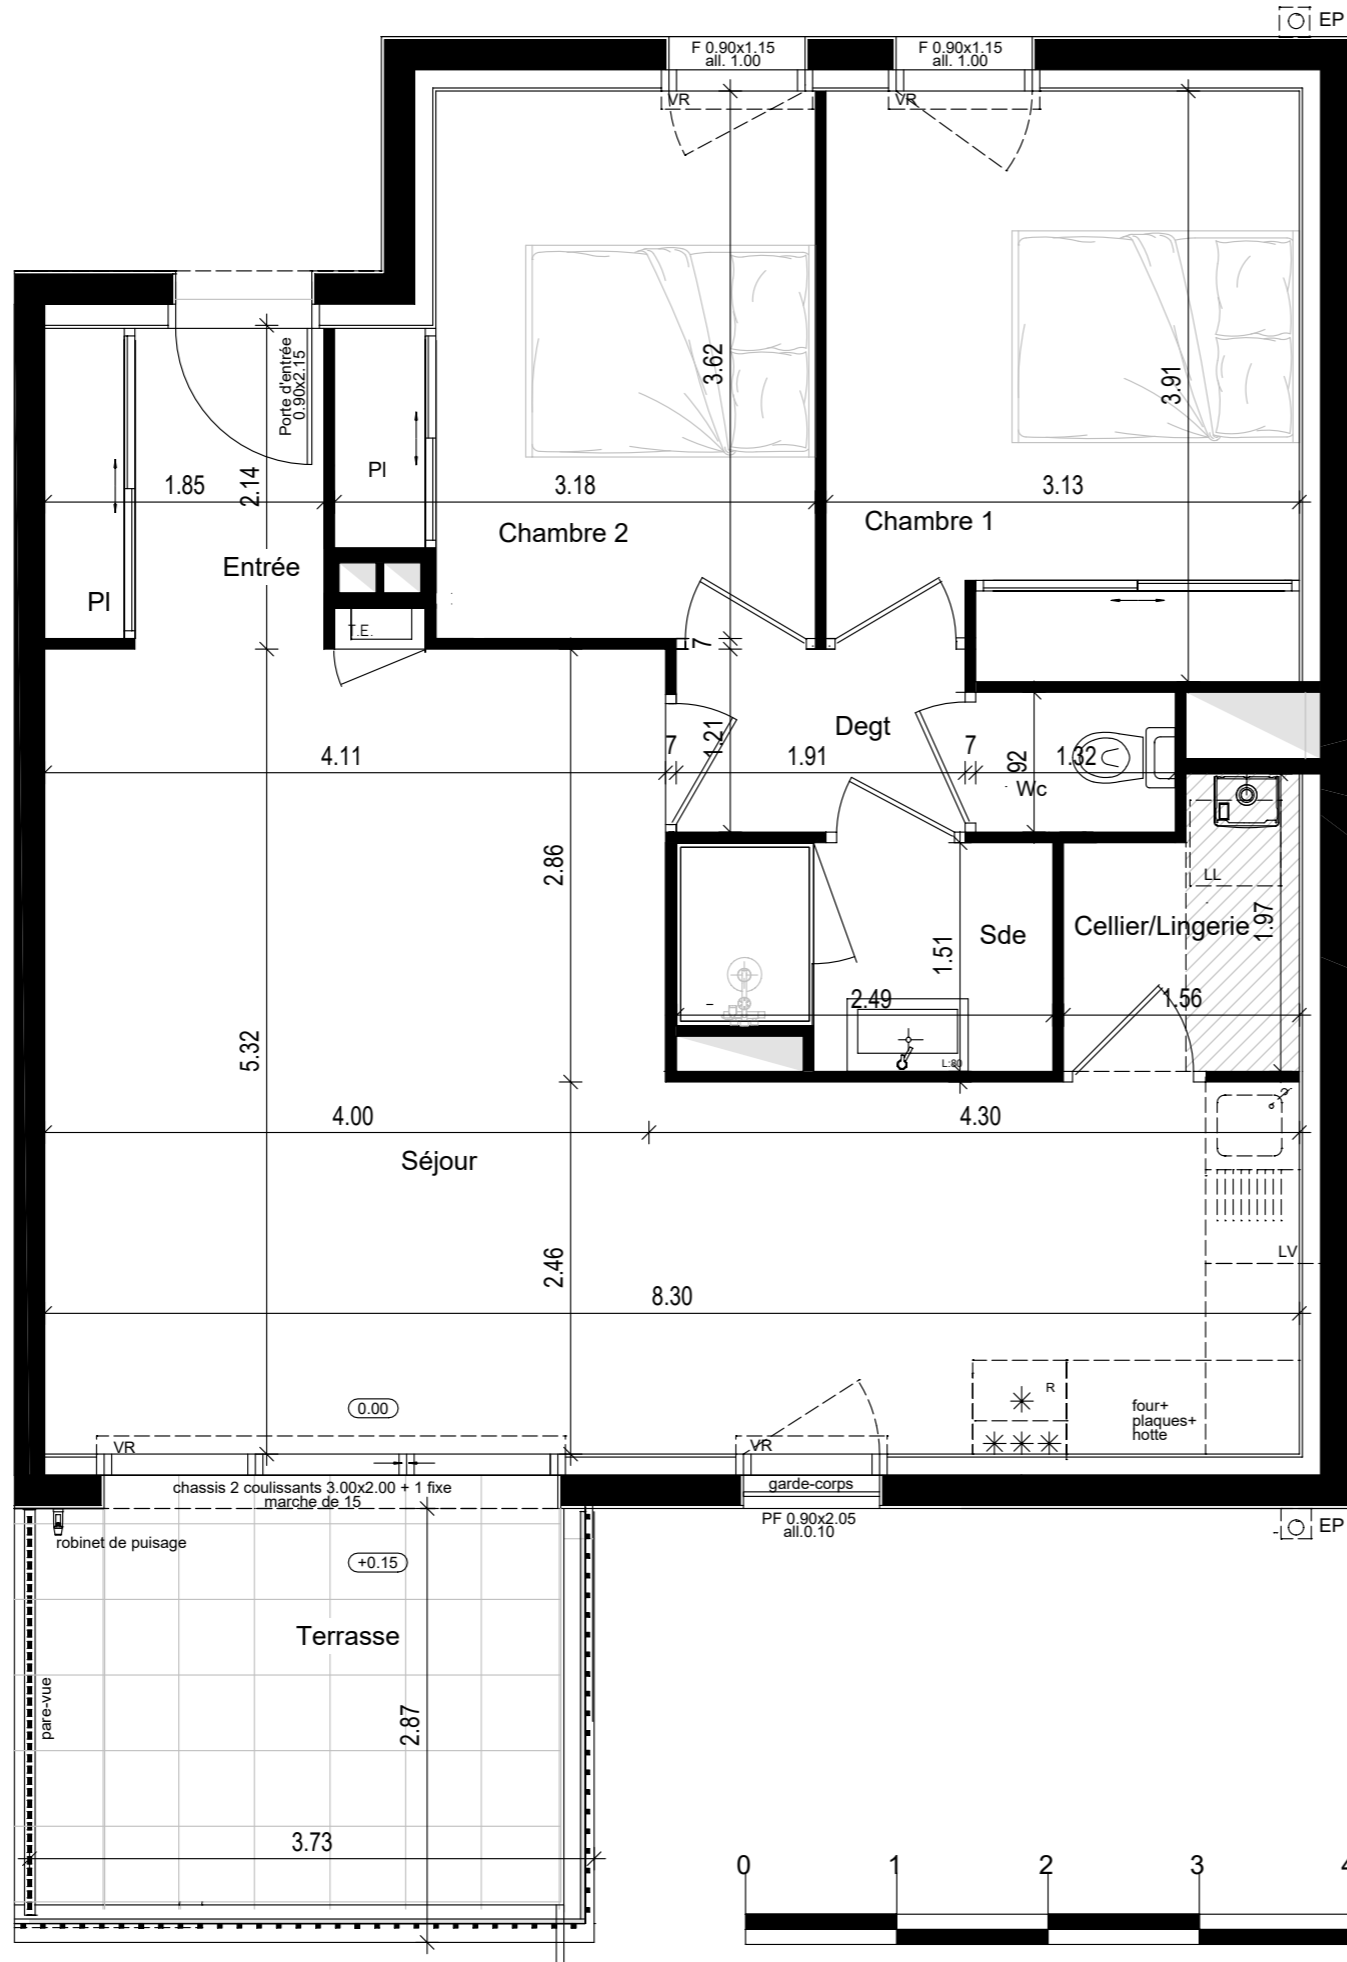 EP
F 0.90x1.15
all. 1.00
F 0.90x1.15
all. 1.00
VR
VR
Porte d'entrée
0.90x2.15
3.62
3.91
Pl
1.85
2.14
3.18
3.13
Chambre 2
Chambre 1
Entrée
Pl
T.E.
7
Degt
4.11
7
1.21
1.91
7
92
1.32
Wc
2.86
LL
Sde
Cellier/Lingerie
1.97
1.51
2.49
1.56
5.32
L:80
4.00
4.30
Séjour
2.46
LV
8.30
R
0.00
four+
plaques+
hotte
VR
VR
chassis 2 coulissants 3.00x2.00 + 1 fixe
marche de 15
garde-corps
PF 0.90x2.05
all.0.10
EP
robinet de puisage
+0.15
Terrasse
pare-vue
2.87
3.73
0 1 2 3 4